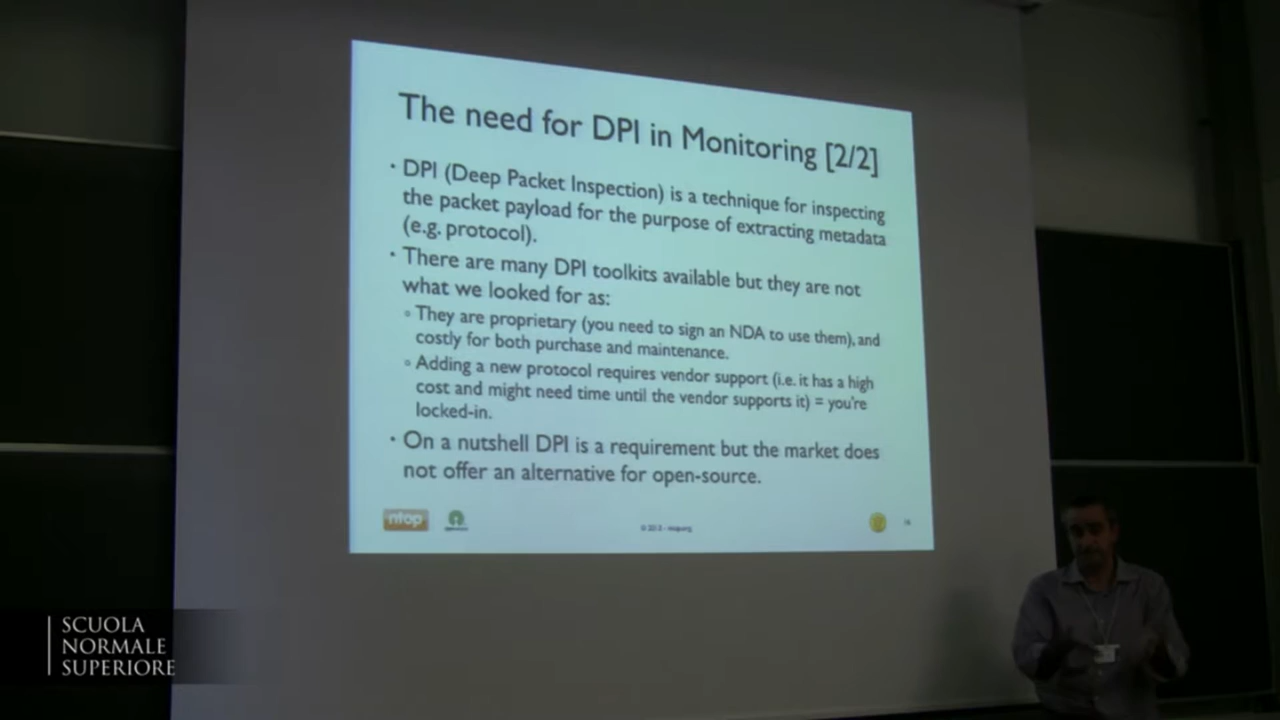 The need for DPI in Monitoring [2/2]
• DPI (Deep Packet Inspection) is a technique for inspecting
the packet payload for the purpose of extracting metadata
(e.g. protocol).
• There are many DPI toolkits available but they are not
what we looked for as:
◦ They are proprietary (you need to sign an NDA to use them), and
costly for both purchase and maintenance.
◦ Adding a new protocol requires vendor support (i.e. it has a high
cost and might need time until the vendor supports it) = you're
locked-in.
• On a nutshell DPI is a requirement but the market does
not offer an alternative for open-source.
ntop
SCUOLA
NORMALE
SUPERIORE